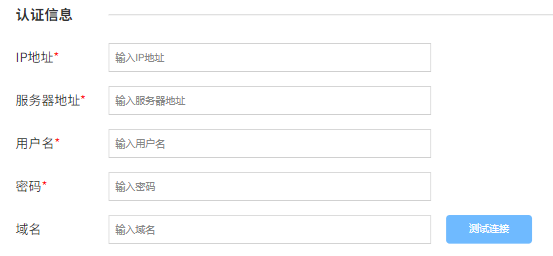 认证信息
IP地址* 输入IP地址
服务器地址* 输入服务器地址
用户名* 输入用户名
密码* 输入密码
域名 输入域名 测试连接